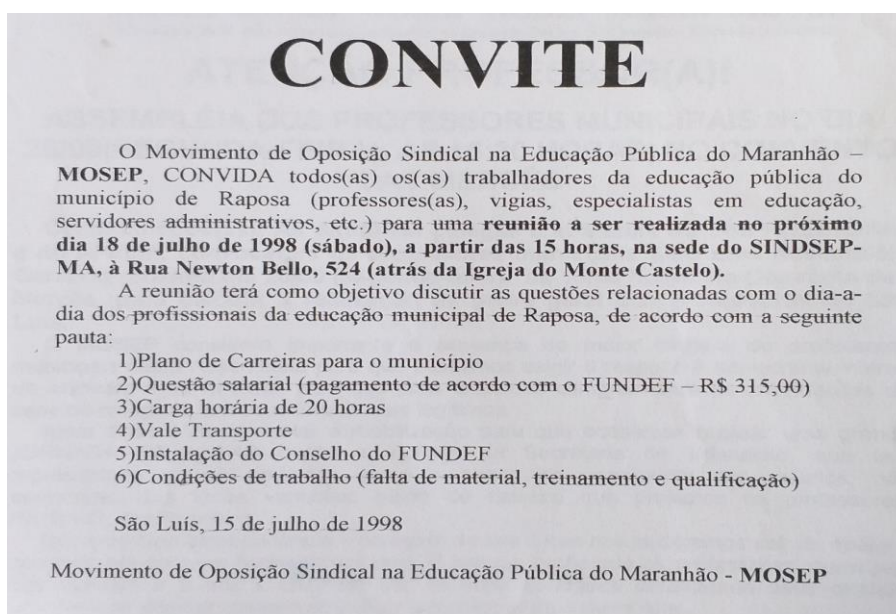 CONVITE
O Movimento de Oposição Sindical na Educação Pública do Maranhão –
MOSEP, CONVIDA todos(as) os(as) trabalhadores da educação pública do
município de Raposa (professores(as), vigias, especialistas em educação,
servidores administrativos, etc.) para uma reunião a ser realizada no próximo
dia 18 de julho de 1998 (sábado), a partir das 15 horas, na sede do SINDSEP-
MA, à Rua Newton Bello, 524 (atrás da Igreja do Monte Castelo).
A reunião terá como objetivo discutir as questões relacionadas com o dia-a-
dia dos profissionais da educação municipal de Raposa, de acordo com a seguinte
pauta:
1)Plano de Carreiras para o município
2)Questão salarial (pagamento de acordo com o FUNDEF – R$ 315,00)
3)Carga horária de 20 horas
4)Vale Transporte
5)Instalação do Conselho do FUNDEF
6)Condições de trabalho (falta de material, treinamento e qualificação)
São Luís, 15 de julho de 1998
Movimento de Oposição Sindical na Educação Pública do Maranhão - MOSEP